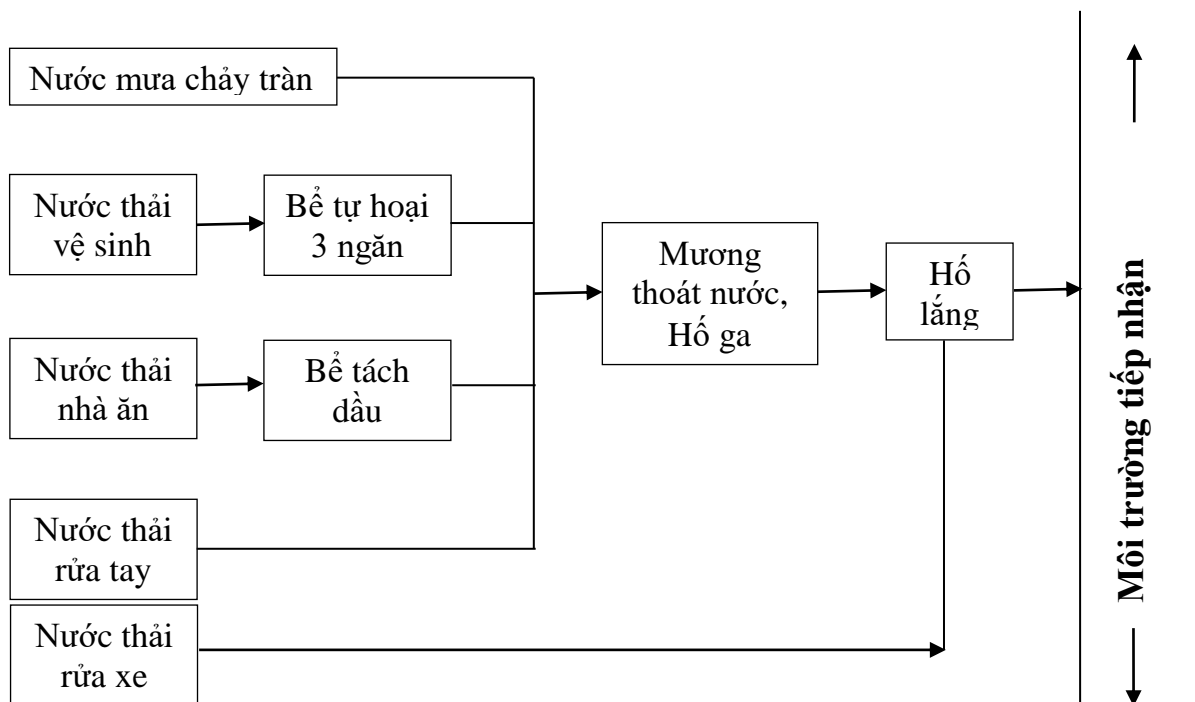 Nước mưa chảy tràn
Nước thải
vệ sinh
Bể tự hoại
3 ngăn
Nước thải
nhà ăn
Bể tách
dầu
Nước thải
rửa tay
Nước thải
rửa xe
Mương
thoát nước,
Hố ga
Hố
lắng
Môi trường tiếp nhận